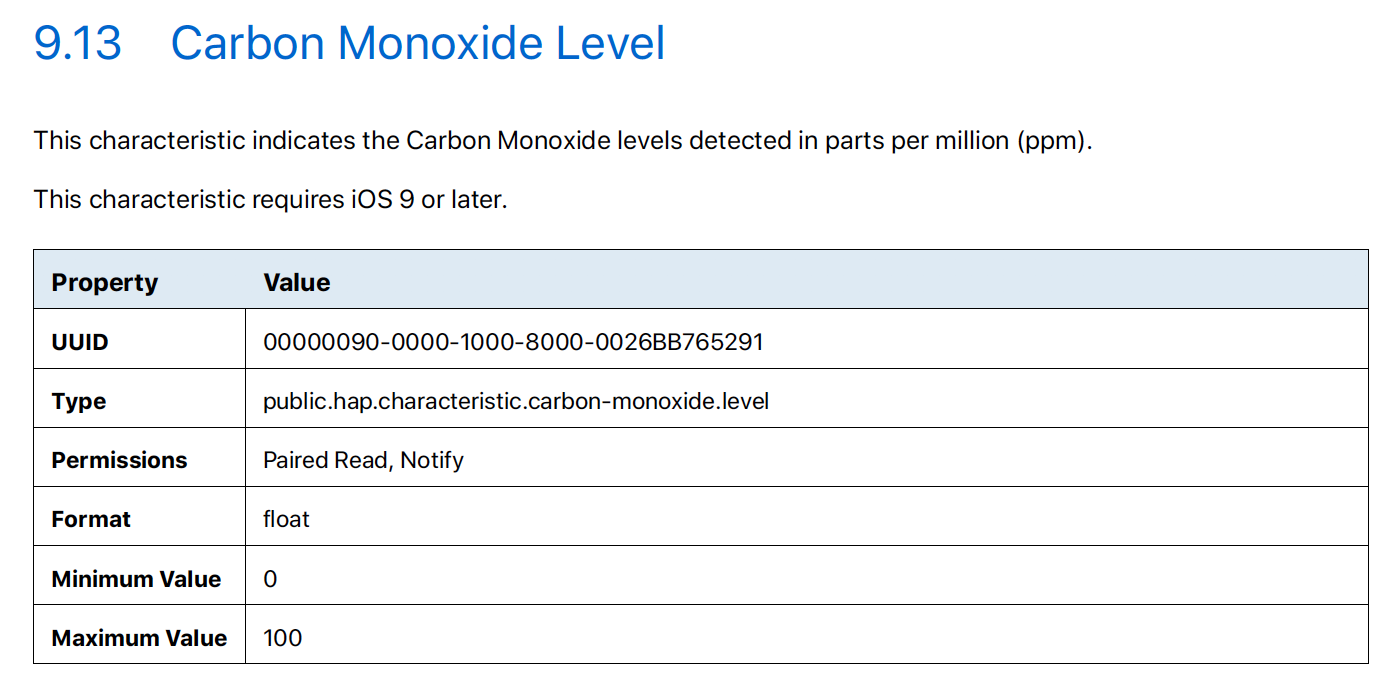 9.13 Carbon Monoxide Level
This characteristic indicates the Carbon Monoxide levels detected in parts per million (ppm).
This characteristic requires iOS 9 or later.
Property Value
UUID 00000090-0000-1000-8000-0026BB765291
Type public.hap.characteristic.carbon-monoxide.level
Permissions Paired Read, Notify
Format float
Minimum Value 0
Maximum Value 100